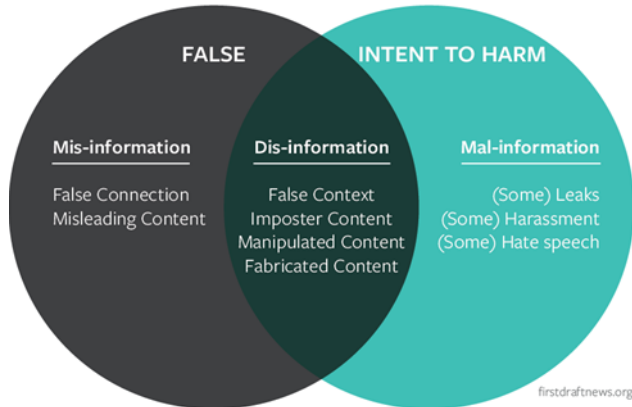 FALSE
INTENT TO HARM
Mis-information
False Connection
Misleading Content
Dis-information
False Context
Imposter Content
Manipulated Content
Fabricated Content
Mal-information
(Some) Leaks
(Some) Harassment
(Some) Hate speech
firstdraftnews.org